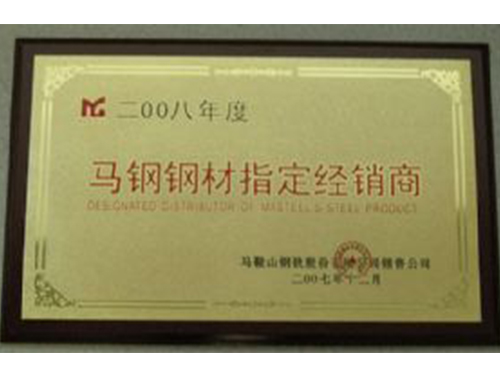 二00八年度
马钢钢材指定经销商
DESIGNATED DISTRIBUTOR OF MASTEEL'S STEEL PRODUCT
马鞍山钢铁股份有限公司销售公司
二00七年十二月